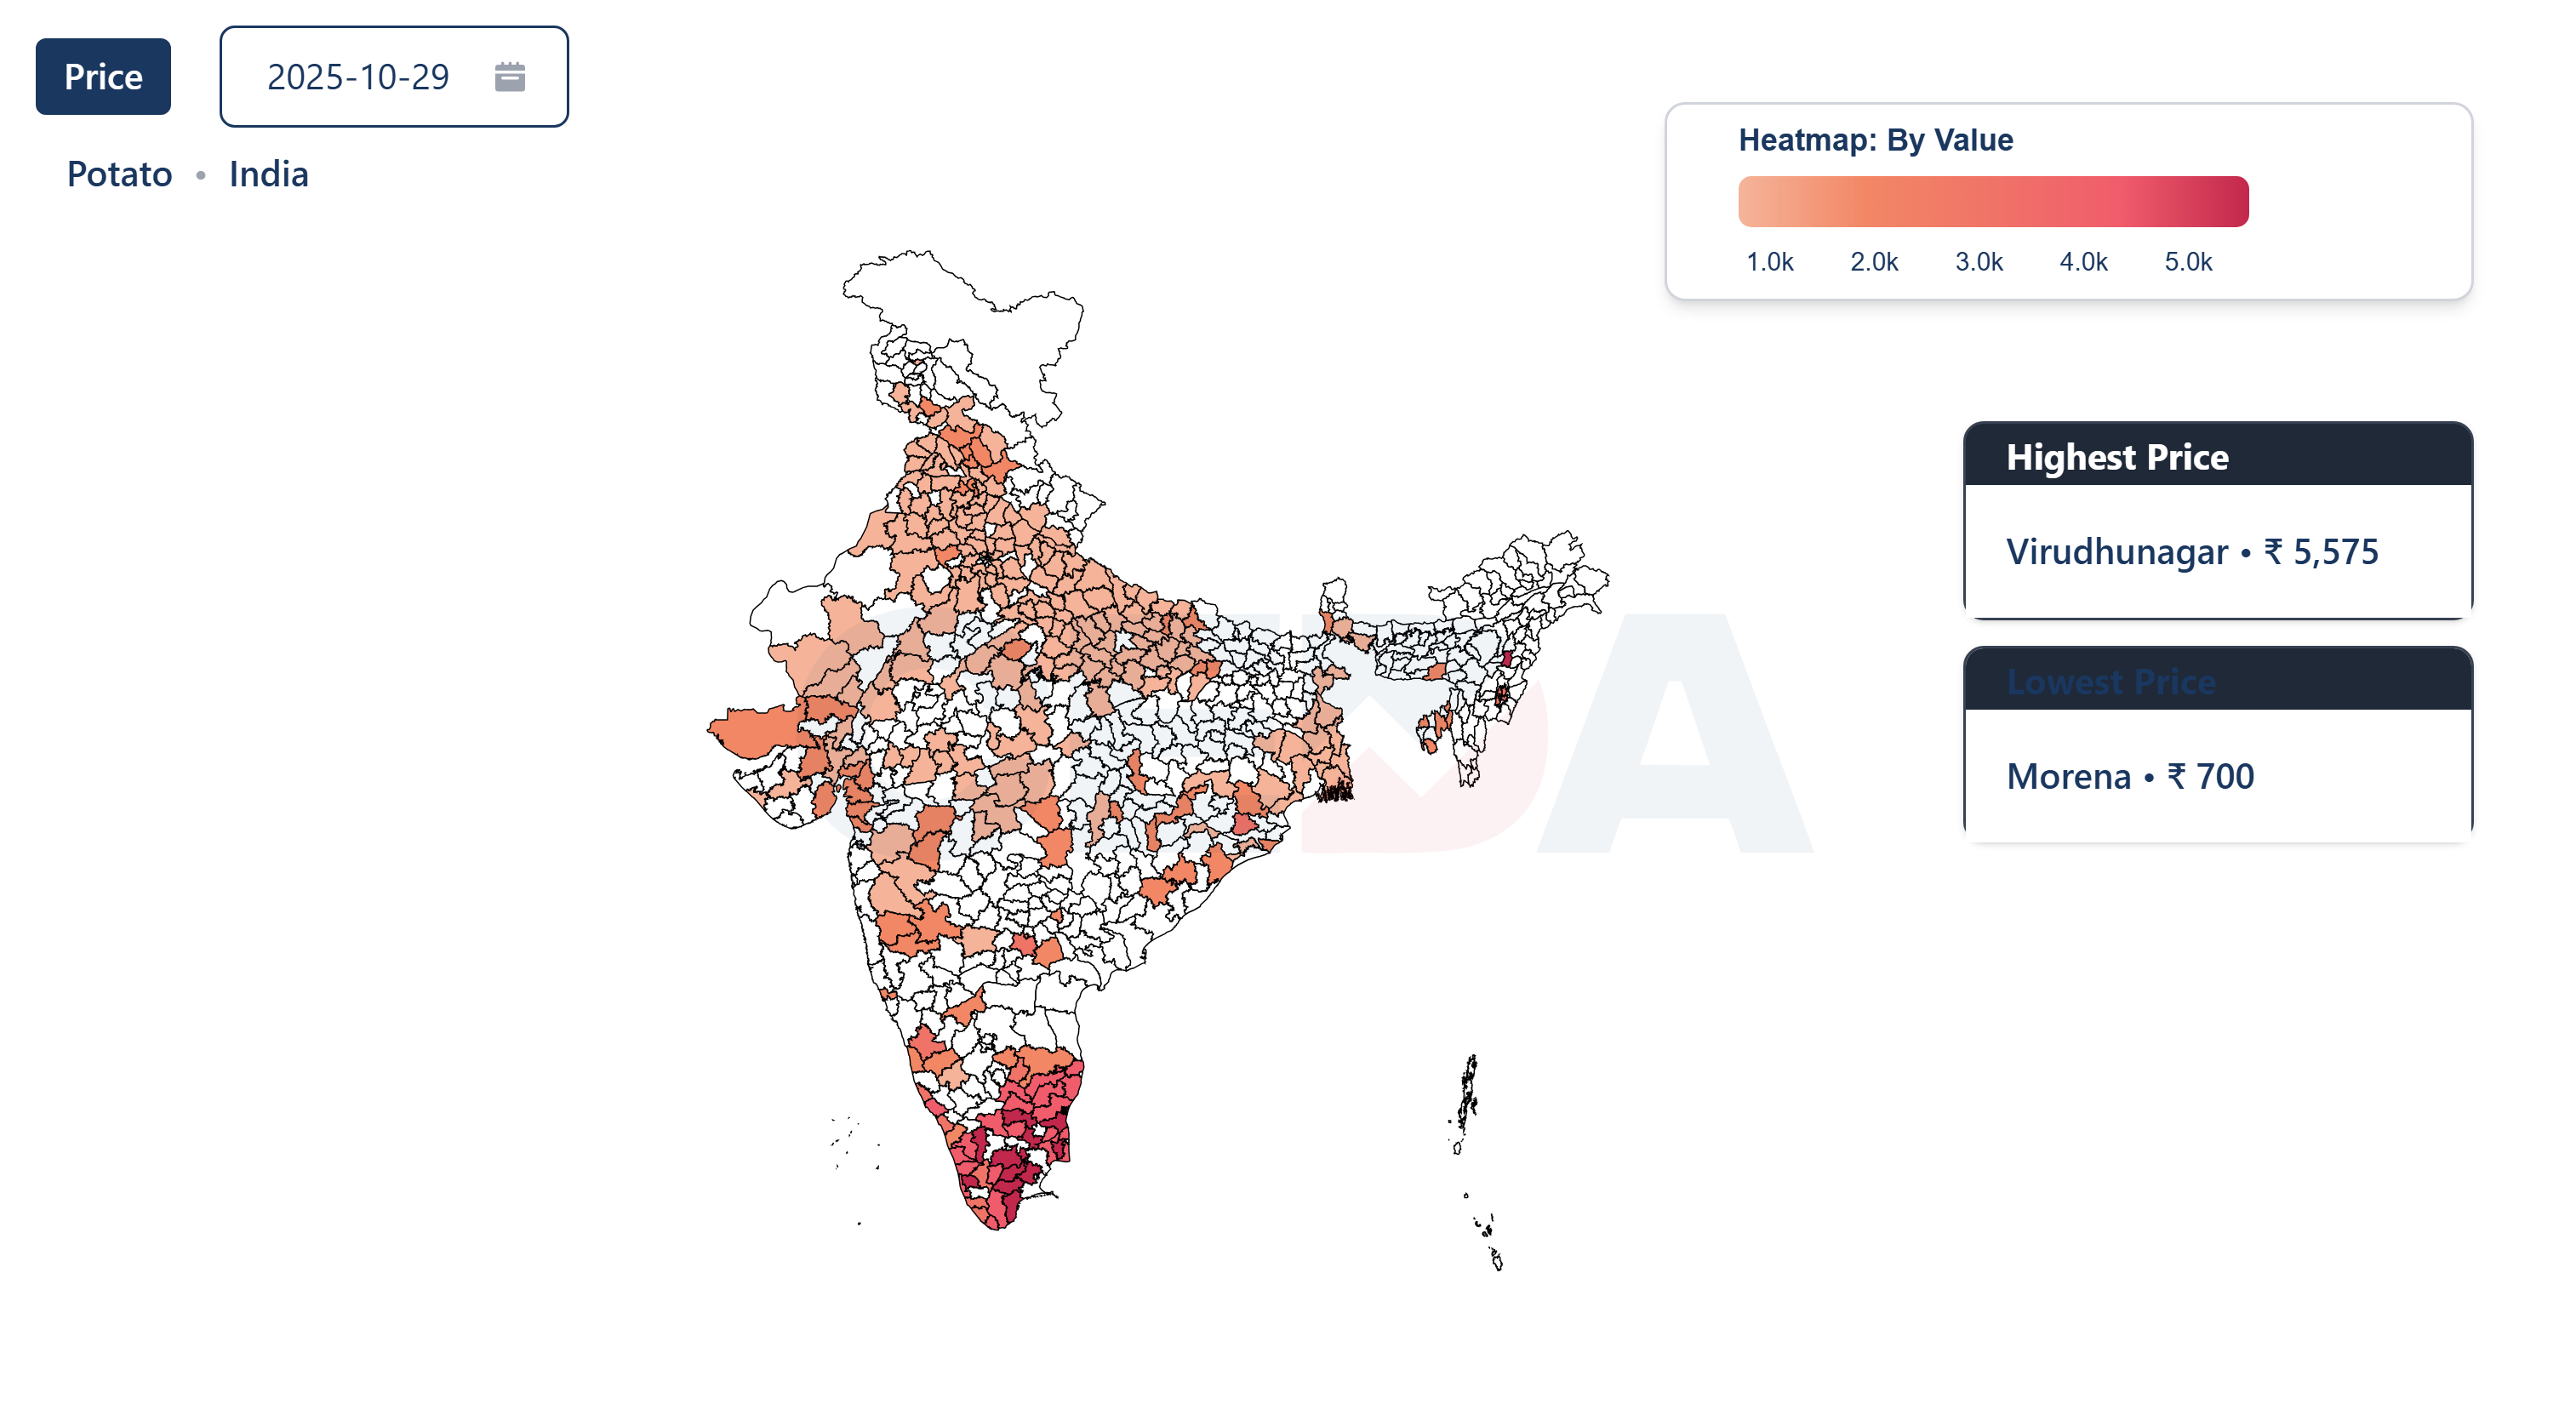 Price
2025-10-29
Potato • India
Heatmap: By Value
1.0k 2.0k 3.0k 4.0k 5.0k
Highest Price
Virudhunagar • ₹ 5,575
Lowest Price
Morena • ₹ 700